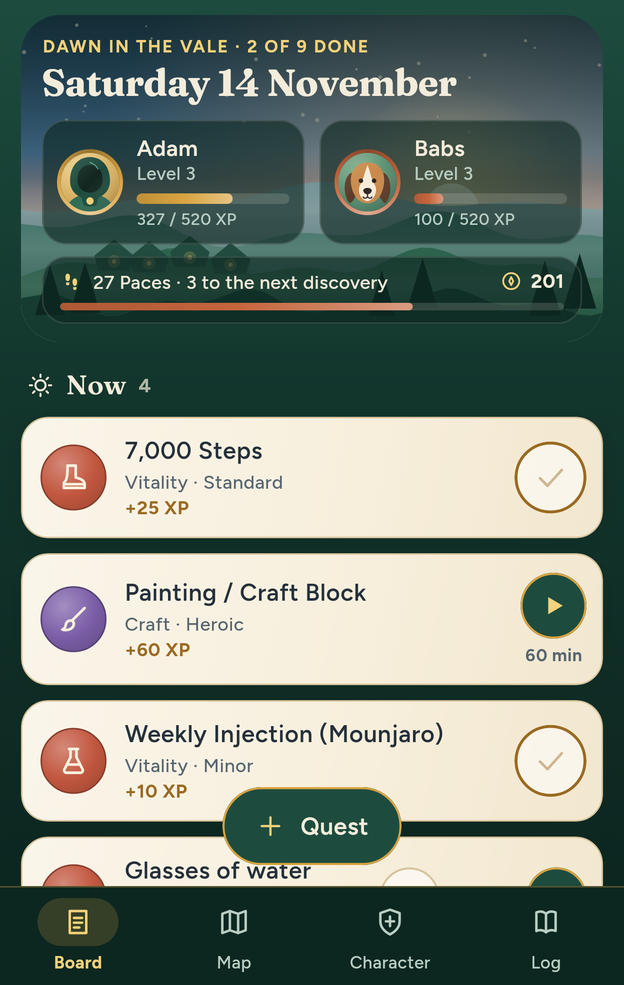 DAWN IN THE VALE · 2 OF 9 DONE
Saturday 14 November
Adam
Level 3
327 / 520 XP
Babs
Level 3
100 / 520 XP
27 Paces · 3 to the next discovery
201
Now 4
7,000 Steps
Vitality · Standard
+25 XP
Painting / Craft Block
Craft · Heroic
+60 XP
60 min
Weekly Injection (Mounjaro)
Vitality · Minor
+10 XP
Quest
Glasses of water
Board
Map
Character
Log